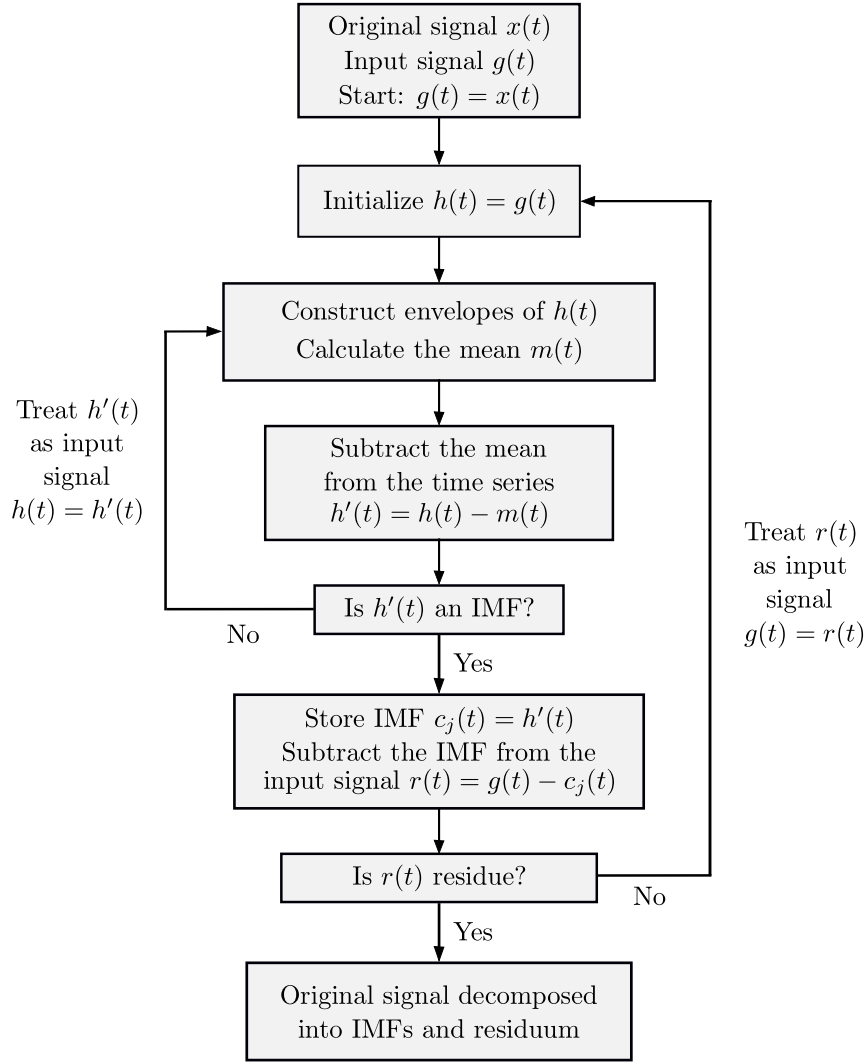 Original signal x(t)
Input signal g(t)
Start: g(t) = x(t)
Initialize h(t) = g(t)
Construct envelopes of h(t)
Calculate the mean m(t)
Treat h′(t)
as input
signal
h(t) = h′(t)
Subtract the mean
from the time series
h′(t) = h(t) − m(t)
Treat r(t)
as input
signal
g(t) = r(t)
Is h′(t) an IMF?
No
Yes
Store IMF c_j(t) = h′(t)
Subtract the IMF from the
input signal r(t) = g(t) − c_j(t)
Is r(t) residue?
No
Yes
Original signal decomposed
into IMFs and residuum